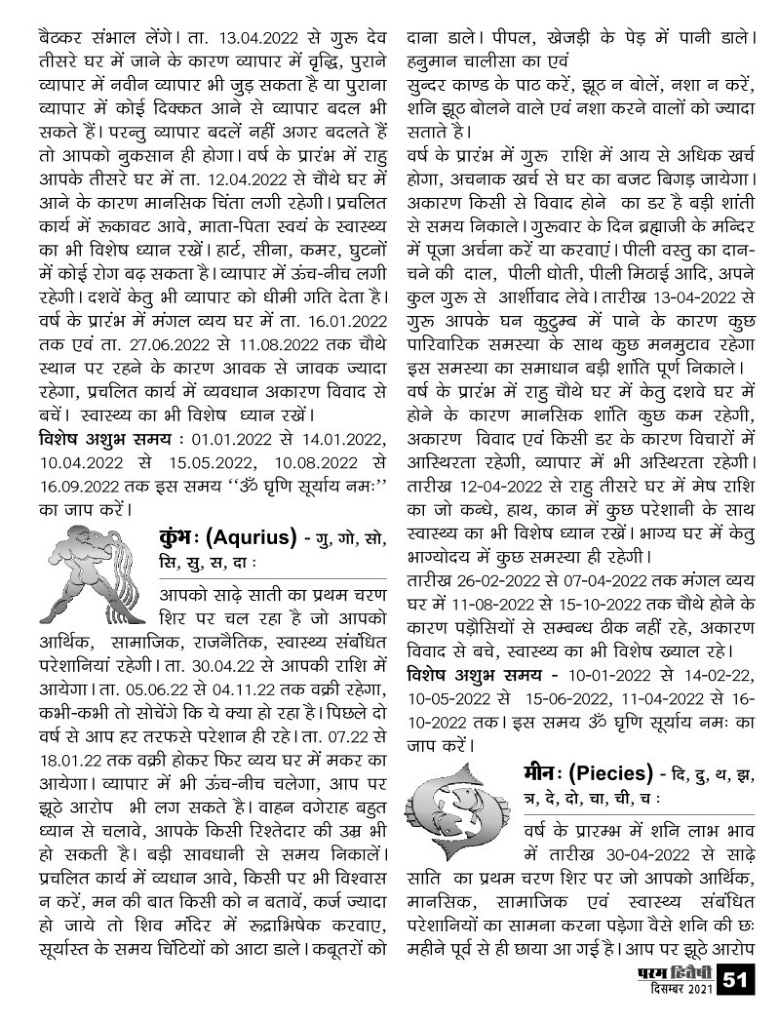 बैठकर संभाल लेंगे। ता. 13.04.2022 से गुरू देव
तीसरे घर में जाने के कारण व्यापार में वृद्धि, पुराने
व्यापार में नवीन व्यापार भी जुड़ सकता है या पुराना
व्यापार में कोई दिक्कत आने से व्यापार बदल भी
सकते हैं। परन्तु व्यापार बदलें नहीं अगर बदलते हैं
तो आपको नुकसान ही होगा। वर्ष के प्रारंभ में राहु
आपके तीसरे घर में ता. 12.04.2022 से चौथे घर में
आने के कारण मानसिक चिंता लगी रहेगी। प्रचलित
कार्य में रूकावट आवे, माता-पिता स्वयं के स्वास्थ्य
का भी विशेष ध्यान रखें। हार्ट, सीना, कमर, घुटनों
में कोई रोग बढ़ सकता है। व्यापार में ऊंच-नीच लगी
रहेगी। दशवें केतु भी व्यापार को धीमी गति देता है।
वर्ष के प्रारंभ में मंगल व्यय घर में ता. 16.01.2022
तक एवं ता. 27.06.2022 से 11.08.2022 तक चौथे
स्थान पर रहने के कारण आवक से जावक ज्यादा
रहेगा, प्रचलित कार्य में व्यवधान अकारण विवाद से
बचें। स्वास्थ्य का भी विशेष ध्यान रखें।
विशेष अशुभ समय : 01.01.2022 से 14.01.2022,
10.04.2022 से 15.05.2022, 10.08.2022 से
16.09.2022 तक इस समय ‘‘ॐ घृणि सूर्याय नमः’’
का जाप करें।
कुंभः (Aqurius) - गु, गो, सो,
सि, सु, स, दा :
आपको साढ़े साती का प्रथम चरण
शिर पर चल रहा है जो आपको
आर्थिक, सामाजिक, राजनैतिक, स्वास्थ्य संबंधित
परेशानियां रहेगी। ता. 30.04.22 से आपकी राशि में
आयेगा। ता. 05.06.22 से 04.11.22 तक वक्री रहेगा,
कभी-कभी तो सोचेंगे कि ये क्या हो रहा है। पिछले दो
वर्ष से आप हर तरफसे परेशान ही रहे। ता. 07.22 से
18.01.22 तक वक्री होकर फिर व्यय घर में मकर का
आयेगा। व्यापार में भी ऊंच-नीच चलेगा, आप पर
झूठे आरोप भी लग सकते है। वाहन वगेराह बहुत
ध्यान से चलावे, आपके किसी रिश्तेदार की उम्र भी
हो सकती है। बड़ी सावधानी से समय निकालें।
प्रचलित कार्य में व्यधान आवे, किसी पर भी विश्वास
न करें, मन की बात किसी को न बतावें, कर्ज ज्यादा
हो जाये तो शिव मंदिर में रूद्राभिषेक करवाए,
सूर्यास्त के समय चिंटियों को आटा डाले। कबूतरों को
दाना डाले। पीपल, खेजड़ी के पेड़ में पानी डाले।
हनुमान चालीसा का एवं
सुन्दर काण्ड के पाठ करें, झूठ न बोलें, नशा न करें,
शनि झूठ बोलने वाले एवं नशा करने वालों को ज्यादा
सताते है।
वर्ष के प्रारंभ में गुरू राशि में आय से अधिक खर्च
होगा, अचनाक खर्च से घर का बजट बिगड़ जायेगा।
अकारण किसी से विवाद होने का डर है बड़ी शांती
से समय निकाले। गुरूवार के दिन ब्रह्माजी के मन्दिर
में पूजा अर्चना करें या करवाएं। पीली वस्तु का दान-
चने की दाल, पीली धोती, पीली मिठाई आदि, अपने
कुल गुरू से आर्शीवाद लेवे। तारीख 13-04-2022 से
गुरू आपके घन कुटुम्ब में पाने के कारण कुछ
पारिवारिक समस्या के साथ कुछ मनमुटाव रहेगा
इस समस्या का समाधान बड़ी शांति पूर्ण निकाले।
वर्ष के प्रारंभ में राहु चौथे घर में केतु दशवे घर में
होने के कारण मानसिक शांति कुछ कम रहेगी,
अकारण विवाद एवं किसी डर के कारण विचारों में
आस्थिरता रहेगी, व्यापार में भी अस्थिरता रहेगी।
तारीख 12-04-2022 से राहु तीसरे घर में मेष राशि
का जो कन्धे, हाथ, कान में कुछ परेशानी के साथ
स्वास्थ्य का भी विशेष ध्यान रखें। भाग्य घर में केतु
भाग्योदय में कुछ समस्या ही रहेगी।
तारीख 26-02-2022 से 07-04-2022 तक मंगल व्यय
घर में 11-08-2022 से 15-10-2022 तक चौथे होने के
कारण पड़ौसियों से सम्बन्ध ठीक नहीं रहे, अकारण
विवाद से बचे, स्वास्थ्य का भी विशेष ख्याल रहे।
विशेष अशुभ समय - 10-01-2022 से 14-02-22,
10-05-2022 से 15-06-2022, 11-04-2022 से 16-
10-2022 तक। इस समय ॐ घृणि सूर्याय नमः का
जाप करें।
मीनः (Piecies) - दि, दु, थ, झ,
त्र, दे, दो, चा, ची, च :
वर्ष के प्रारम्भ में शनि लाभ भाव
में तारीख 30-04-2022 से साढ़े
साति का प्रथम चरण शिर पर जो आपको आर्थिक,
मानसिक, सामाजिक एवं स्वास्थ्य संबंधित
परेशानियों का सामना करना पड़ेगा वैसे शनि की छः
महीने पूर्व से ही छाया आ गई है। आप पर झूठे आरोप
परम हितैषी
दिसम्बर 2021 51